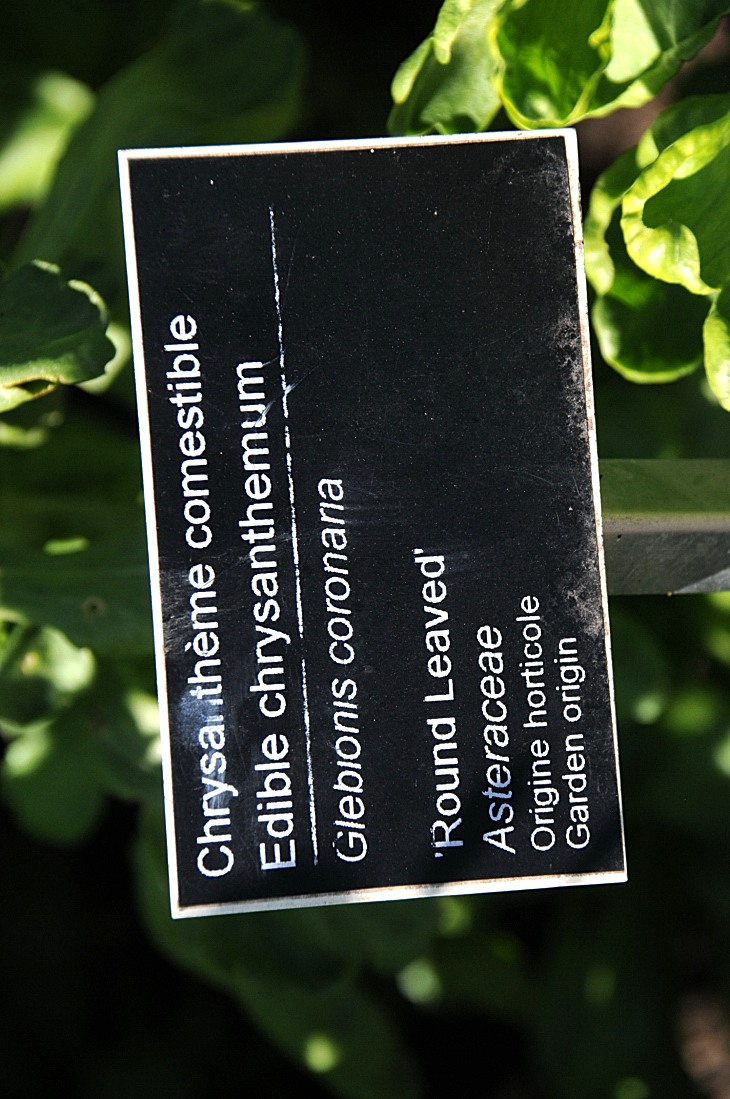 Chrysanthème comestible
Edible chrysanthemum
Glebionis coronaria
'Round Leaved'
Asteraceae
Origine horticole
Garden origin